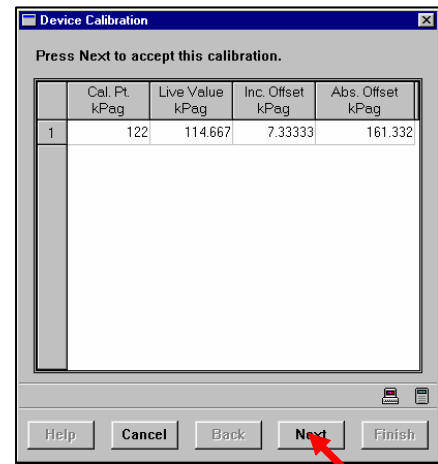 Device Calibration
Press Next to accept this calibration.
Cal. Pt. Live Value Inc. Offset Abs. Offset
kPag kPag kPag kPag
1 122 114.667 7.33333 161.332
Help Cancel Back Next Finish